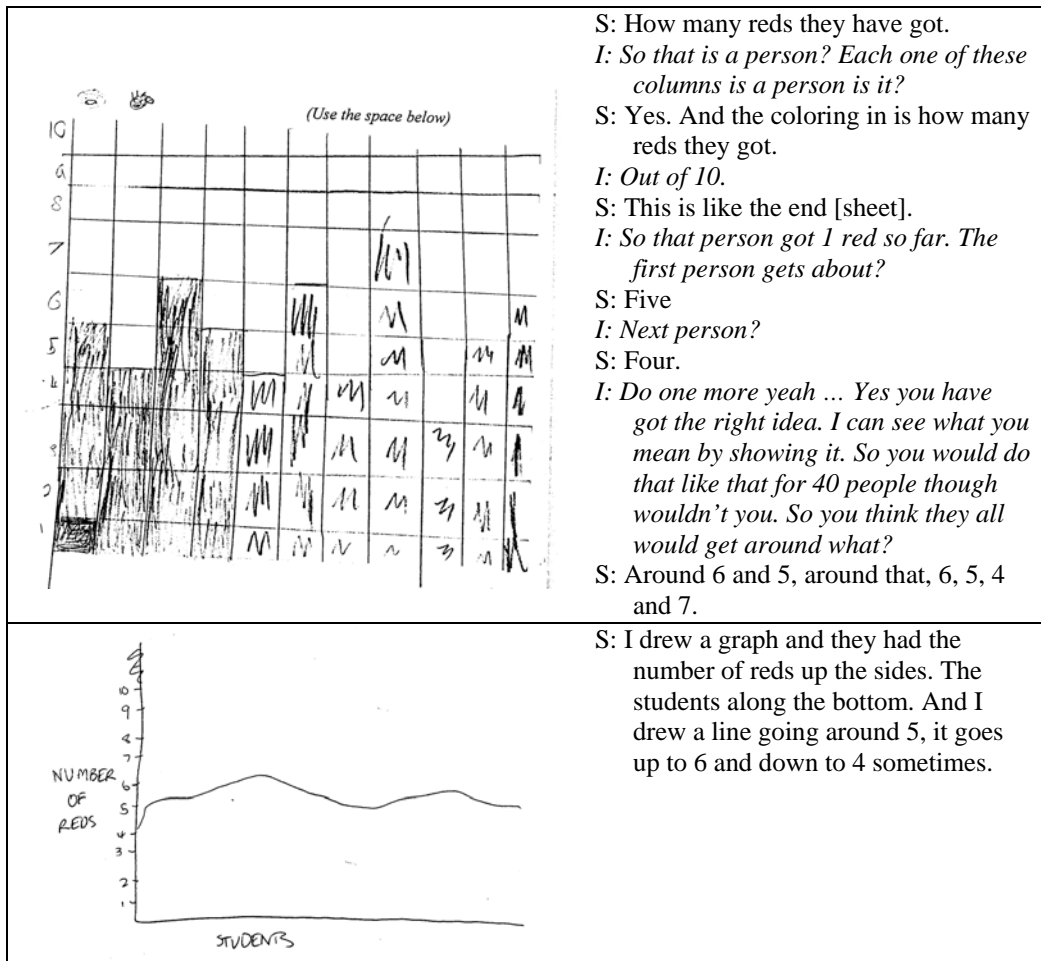 S: How many reds they have got.
I: So that is a person? Each one of these
columns is a person is it?
S: Yes. And the coloring in is how many
reds they got.
I: Out of 10.
S: This is like the end [sheet].
I: So that person got 1 red so far. The
first person gets about?
S: Five
I: Next person?
S: Four.
I: Do one more yeah … Yes you have
got the right idea. I can see what you
mean by showing it. So you would do
that like that for 40 people though
wouldn’t you. So you think they all
would get around what?
S: Around 6 and 5, around that, 6, 5, 4
and 7.
(Use the space below)
10
9
8
7
6
5
4
2
1
S: I drew a graph and they had the
number of reds up the sides. The
students along the bottom. And I
drew a line going around 5, it goes
up to 6 and down to 4 sometimes.
10
9
8
7
6
5
4
3
2
1
NUMBER
OF
REDS
STUDENTS